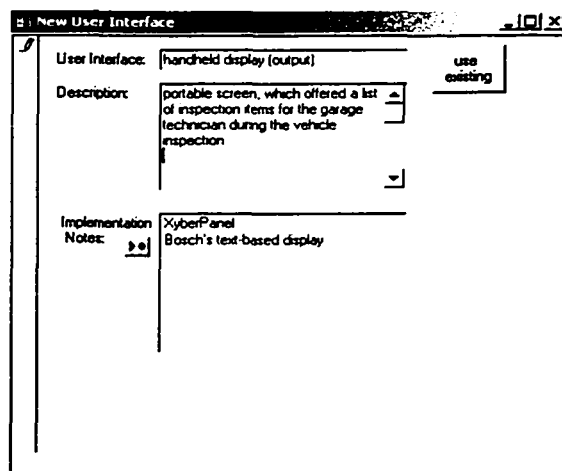 New User Interface
User Interface: handheld display (output)
use
existing
Description: portable screen, which offered a list
of inspection items for the garage
technician during the vehicle
inspection
Implementation Notes: XyberPanel
Bosch's text-based display